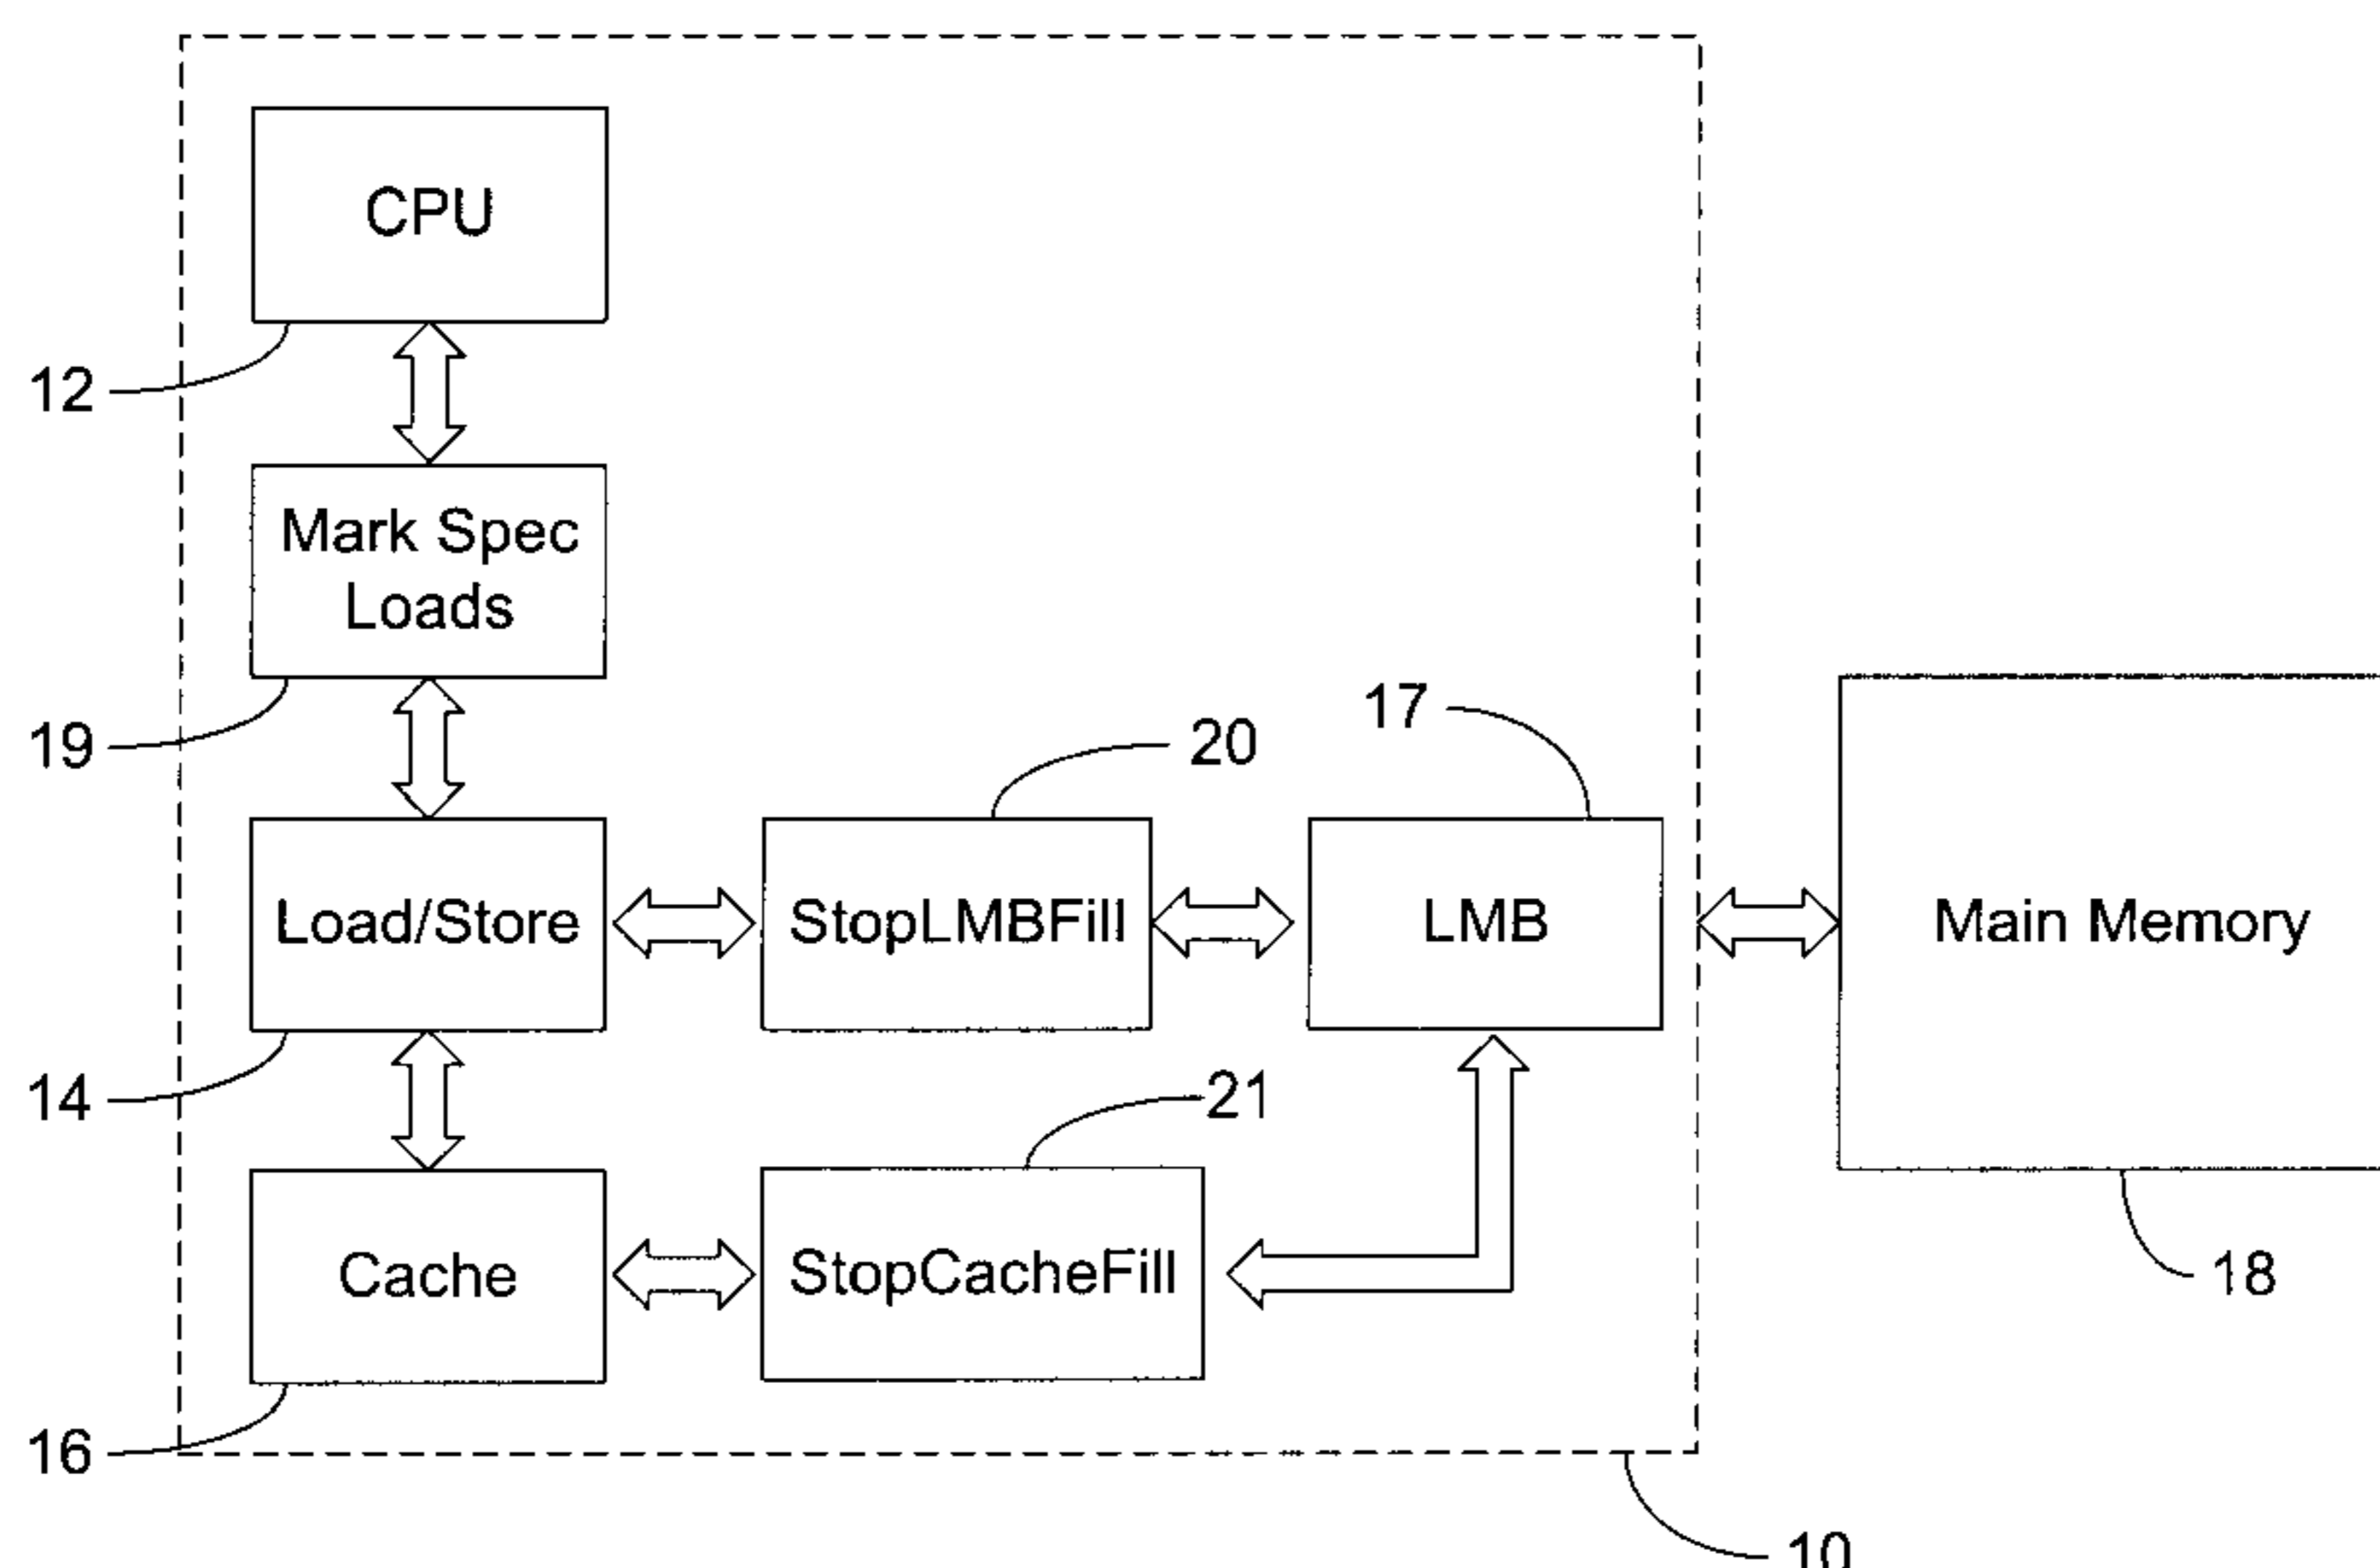 CPU
12
Mark Spec
Loads
19
20
17
Load/Store
StopLMBFill
LMB
Main Memory
14
21
Cache
StopCacheFill
18
16
10